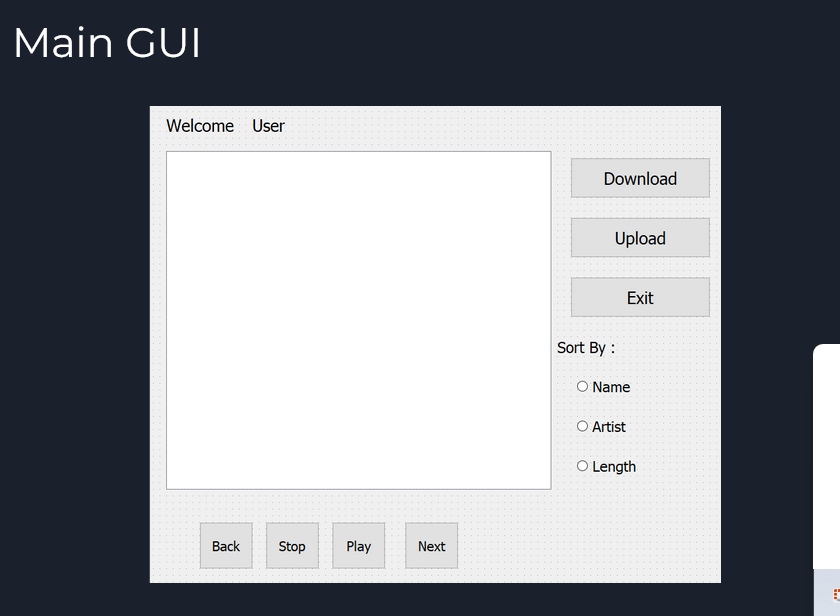 Main GUI
Welcome User
Download
Upload
Exit
Sort By :
Name
Artist
Length
Back Stop Play Next